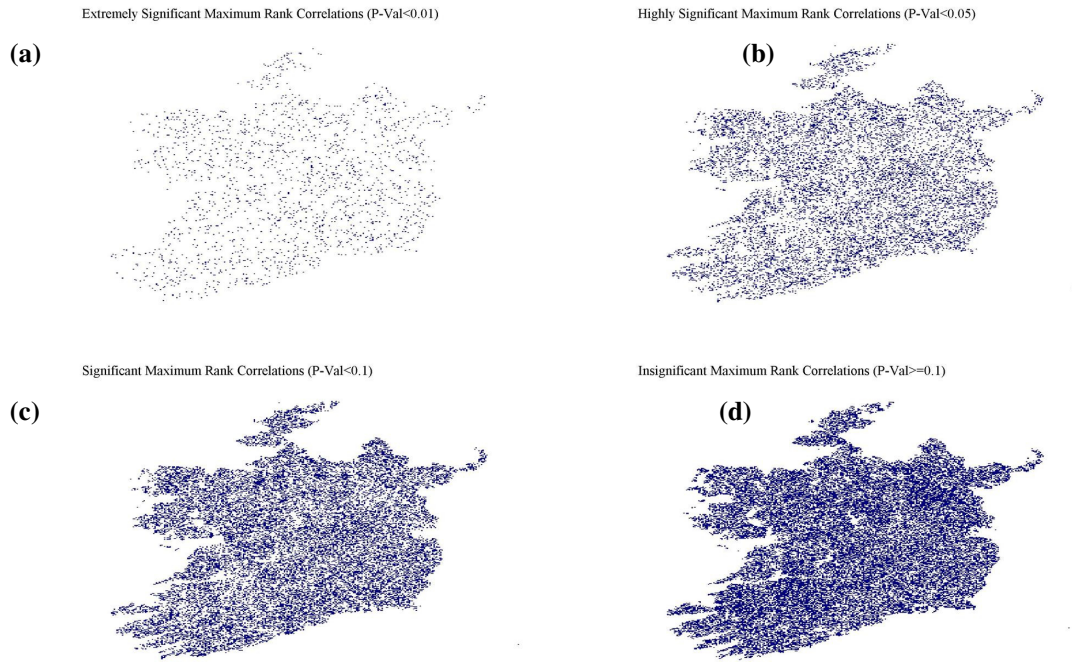 Extremely Significant Maximum Rank Correlations (P-Val<0.01)
(a)
Highly Significant Maximum Rank Correlations (P-Val<0.05)
(b)
Significant Maximum Rank Correlations (P-Val<0.1)
(c)
Insignificant Maximum Rank Correlations (P-Val>=0.1)
(d)